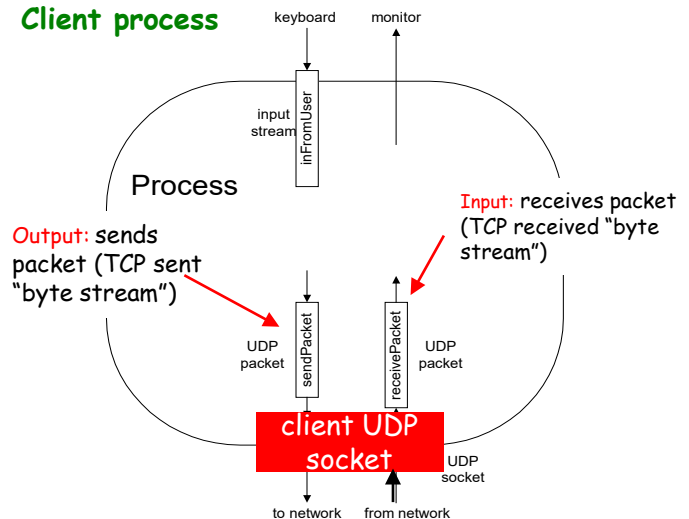 Client process
keyboard
monitor
input
stream
inFromUser
Process
Output: sends
packet (TCP sent
"byte stream")
Input: receives packet
(TCP received "byte
stream")
UDP
packet
sendPacket
receivePacket
UDP
packet
client UDP
socket
UDP
socket
to network
from network